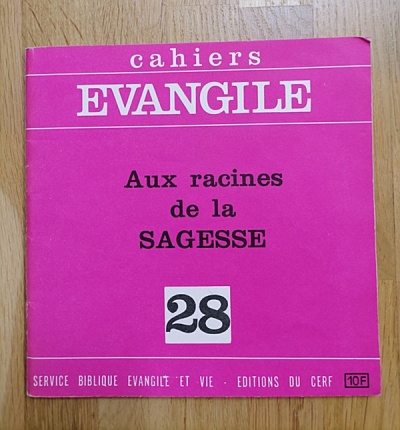 cahiers
EVANGILE
Aux racines
de la
SAGESSE
28
SERVICE BIBLIQUE EVANGILE ET VIE - EDITIONS DU CERF 10F